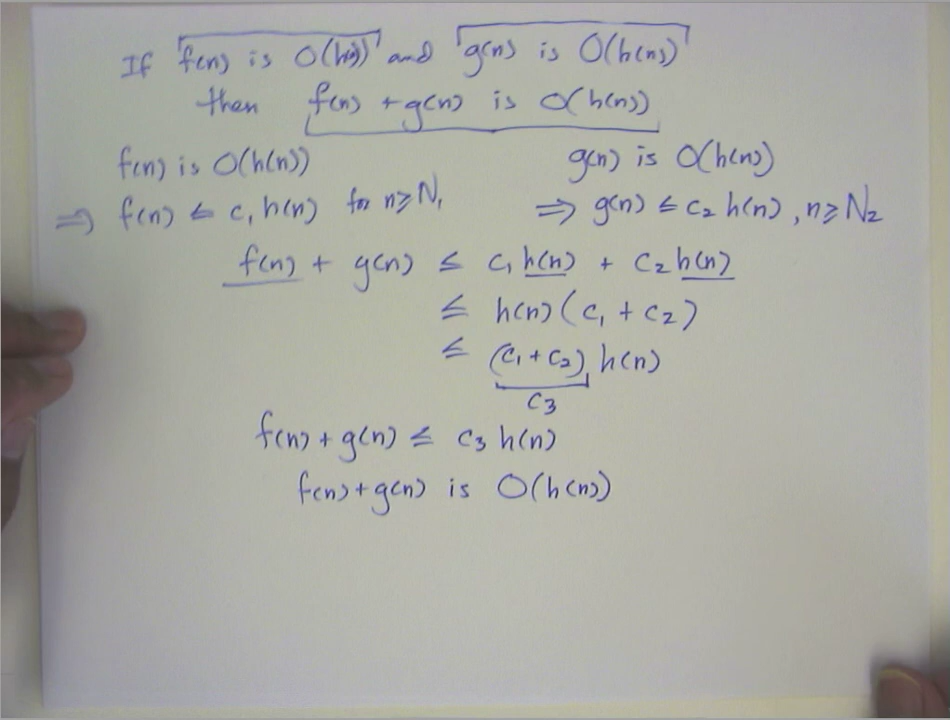 If f(n) is O(h(n)) and g(n) is O(h(n))
then f(n) + g(n) is O(h(n))
f(n) is O(h(n)) g(n) is O(h(n))
⇒ f(n) ≤ c₁ h(n) for n ≥ N₁ ⇒ g(n) ≤ c₂ h(n), n ≥ N₂
f(n) + g(n) ≤ c₁ h(n) + c₂ h(n)
≤ h(n) (c₁ + c₂)
≤ (c₁ + c₂) h(n)
c₃
f(n) + g(n) ≤ c₃ h(n)
f(n) + g(n) is O(h(n))